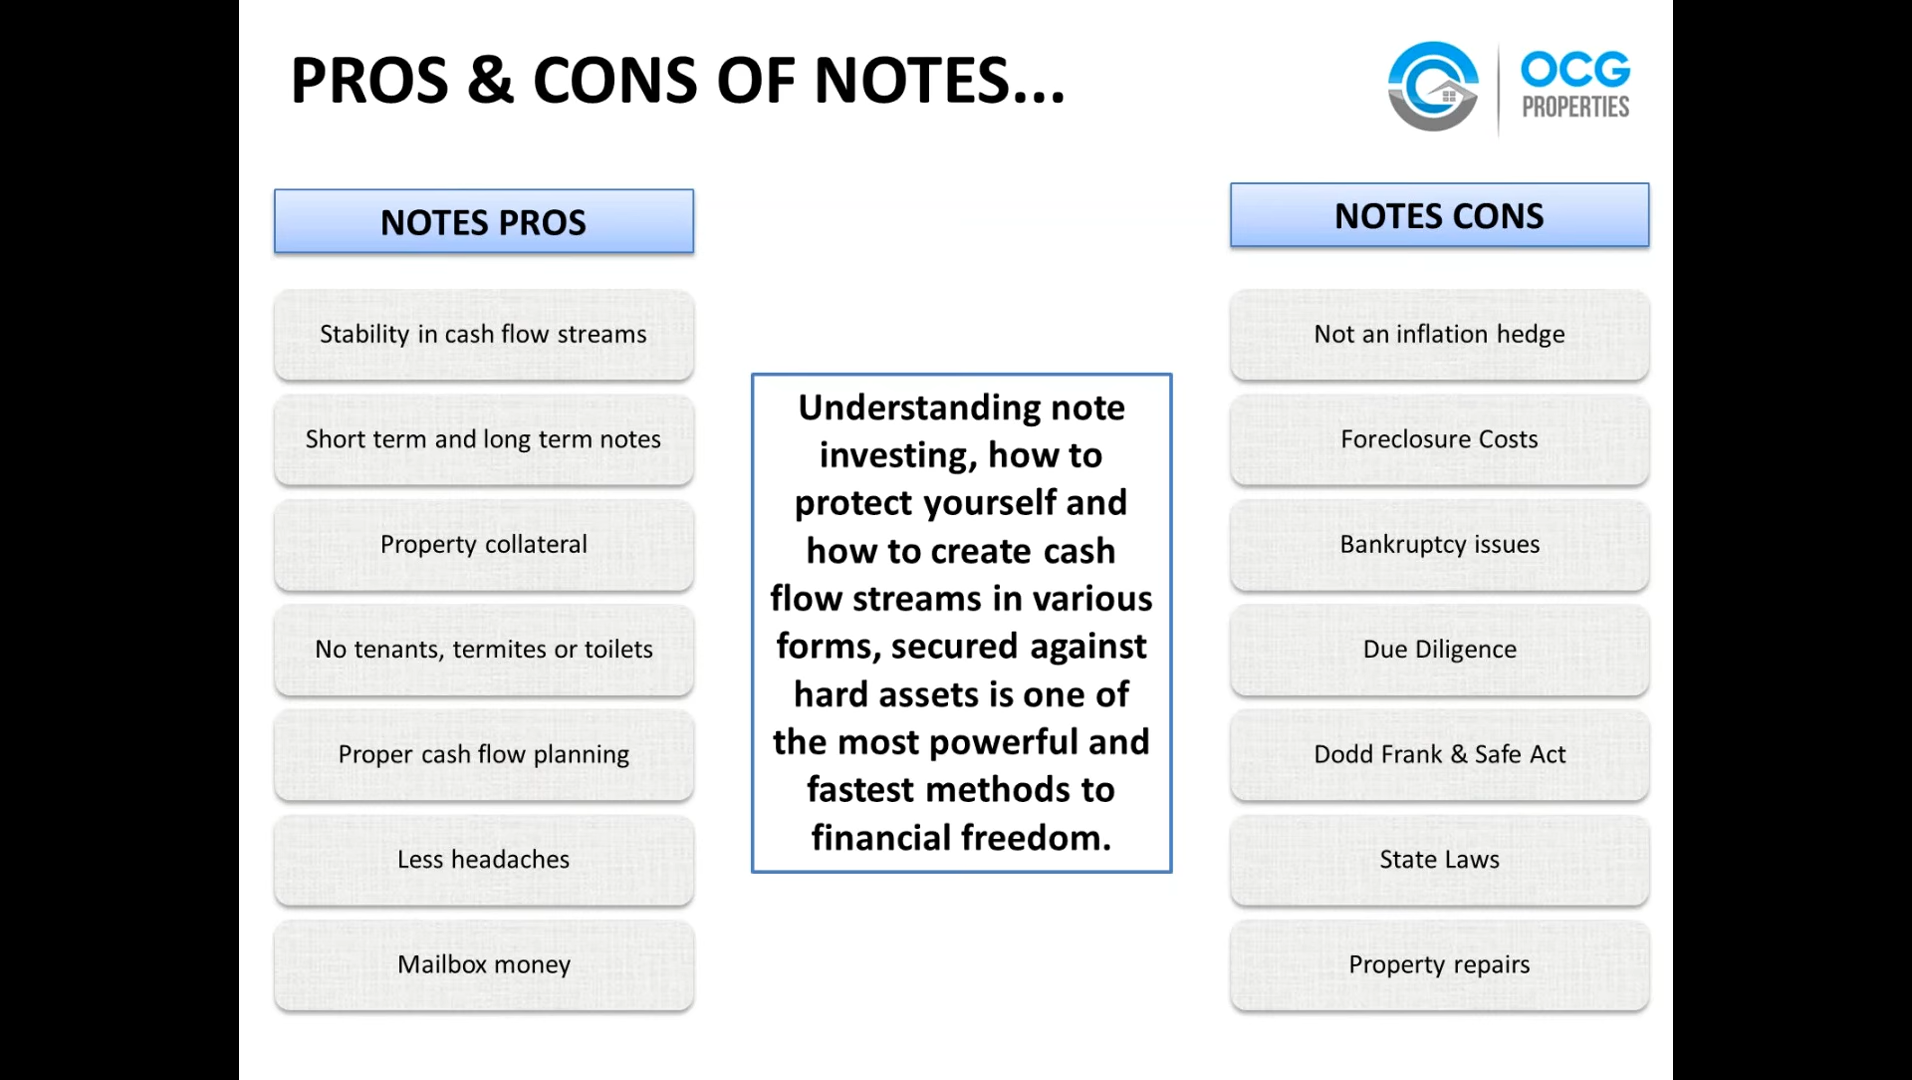 PROS & CONS OF NOTES...
OCG
PROPERTIES
NOTES PROS
Stability in cash flow streams
Short term and long term notes
Property collateral
No tenants, termites or toilets
Proper cash flow planning
Less headaches
Mailbox money
Understanding note
investing, how to
protect yourself and
how to create cash
flow streams in various
forms, secured against
hard assets is one of
the most powerful and
fastest methods to
financial freedom.
NOTES CONS
Not an inflation hedge
Foreclosure Costs
Bankruptcy issues
Due Diligence
Dodd Frank & Safe Act
State Laws
Property repairs